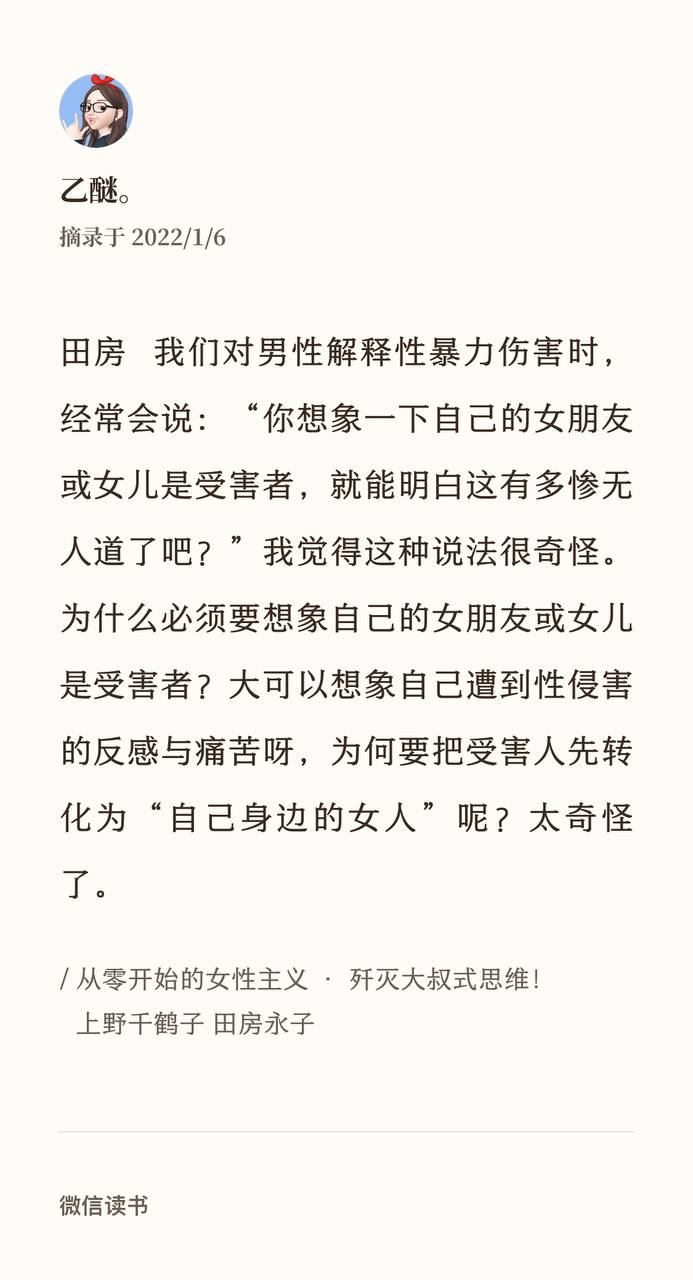 乙醚。
摘录于 2022/1/6
田房 我们对男性解释性暴力伤害时，
经常会说：“你想象一下自己的女朋友
或女儿是受害者，就能明白这有多惨无
人道了吧？”我觉得这种说法很奇怪。
为什么必须要想象自己的女朋友或女儿
是受害者？大可以想象自己遭到性侵害
的反感与痛苦呀，为何要把受害人先转
化为“自己身边的女人”呢？太奇怪
了。
/ 从零开始的女性主义 · 歼灭大叔式思维！
上野千鹤子 田房永子
微信读书